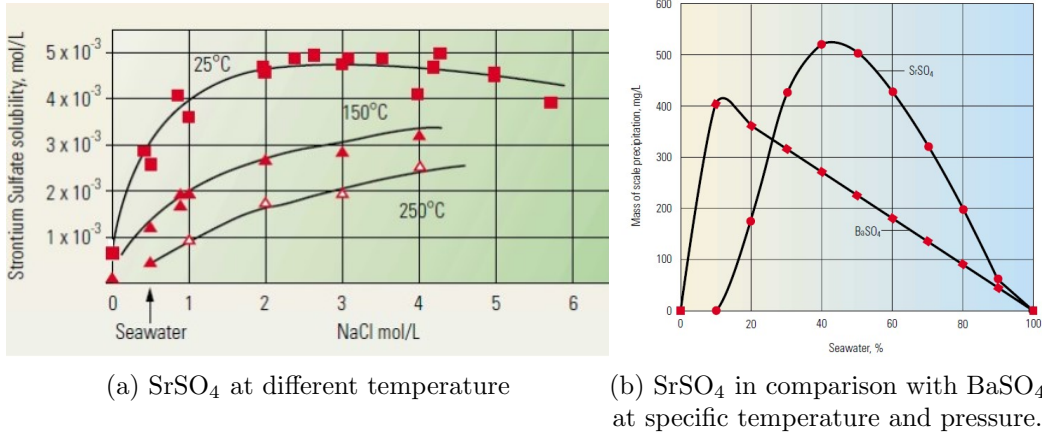 Strontium Sulfate solubility, mol/L
5 x 10⁻³
4 x 10⁻³
3 x 10⁻³
2 x 10⁻³
1 x 10⁻³
25°C
150°C
250°C
0 1 2 3 4 5 6
Seawater
NaCl mol/L
(a) SrSO₄ at different temperature
Mass of scale precipitation, mg/L
600
500
400
300
200
100
0
SrSO₄
BaSO₄
0 20 40 60 80 100
Seawater, %
(b) SrSO₄ in comparison with BaSO₄
at specific temperature and pressure.